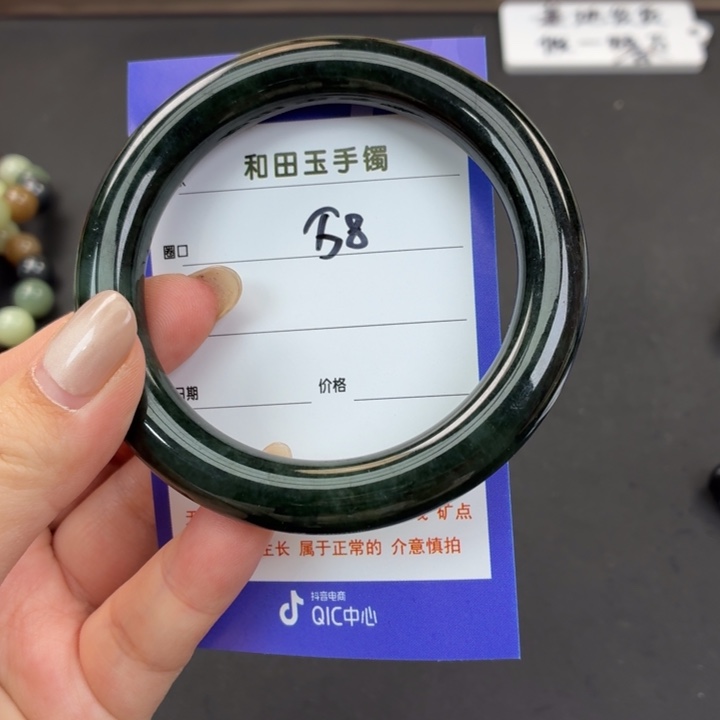 和田玉手镯
圈口 58
日期 价格
矿点
生长 属于正常的 介意慎拍
抖音电商
QIC中心